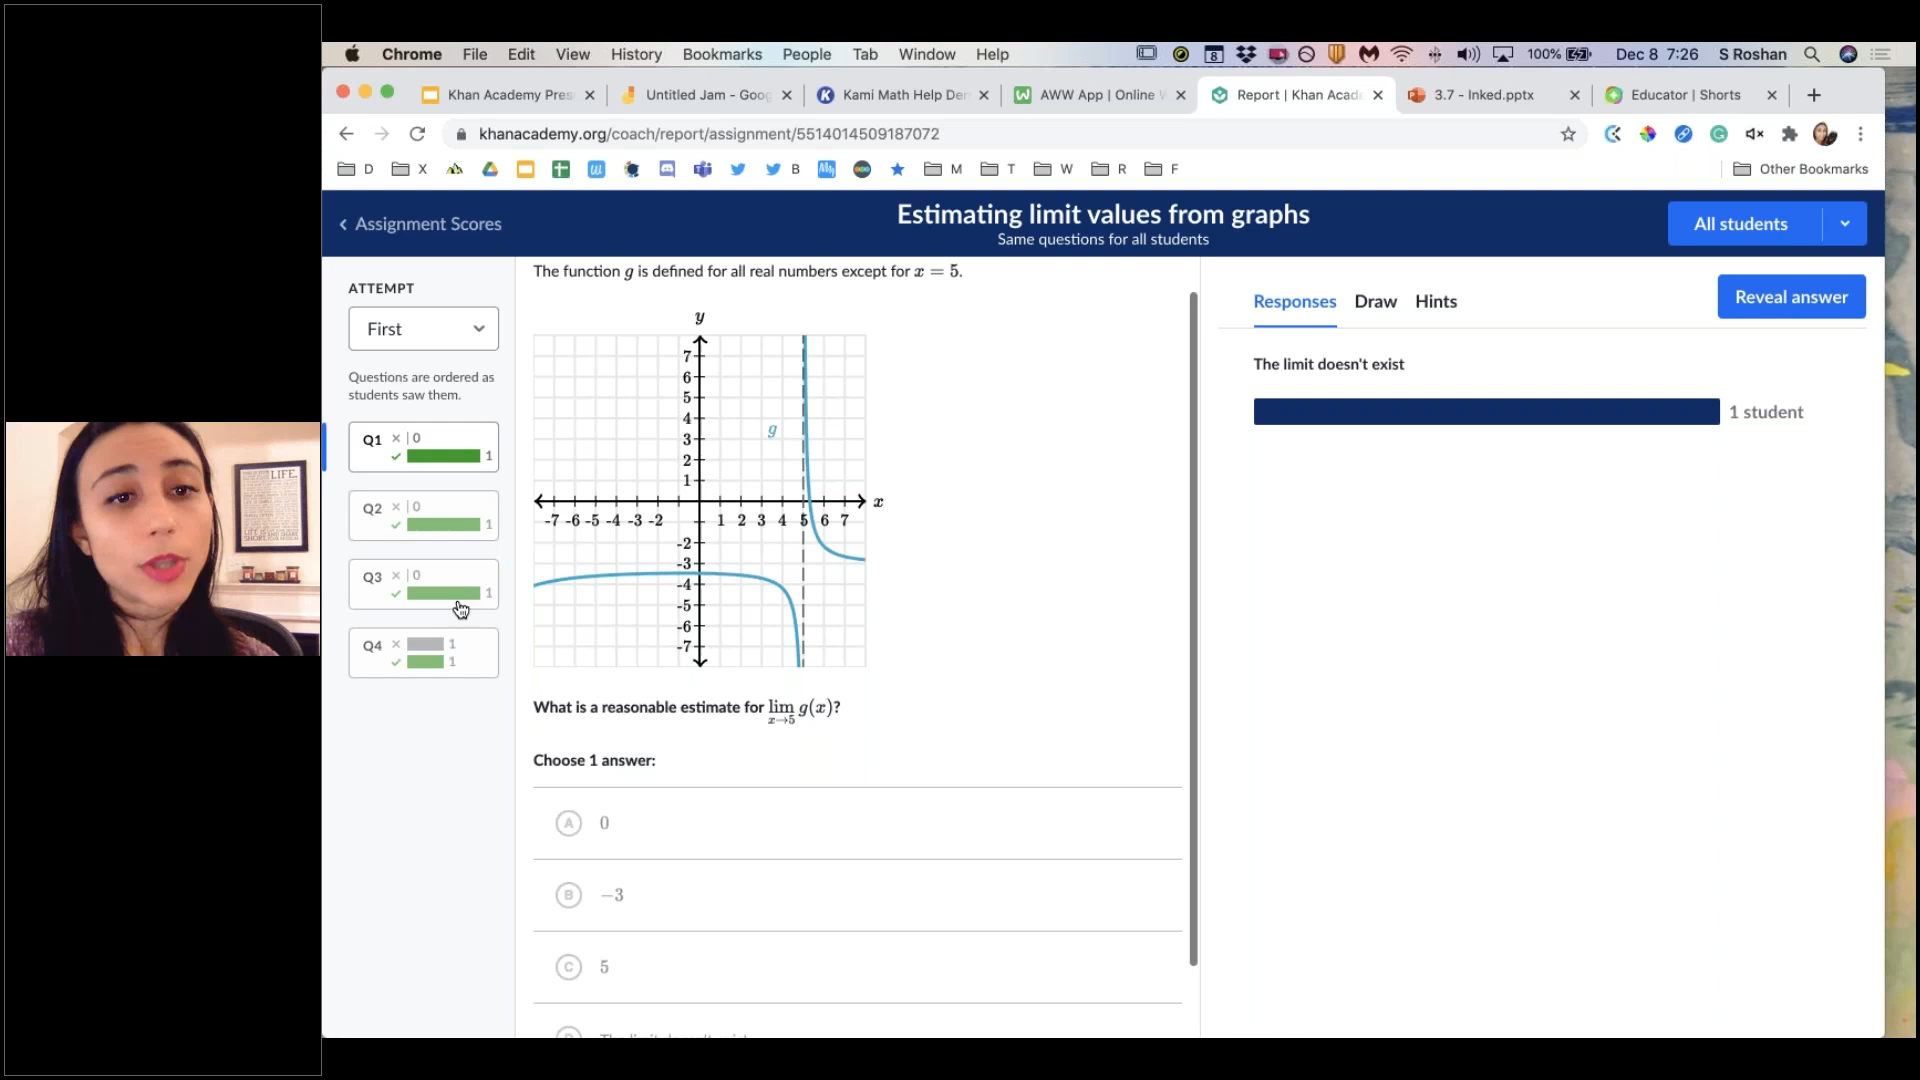 Chrome File Edit View History Bookmarks People Tab Window Help 8 100% Dec 8 7:26 S Roshan
Khan Academy Pres Untitled Jam - Goog Kami Math Help Der AWW App | Online W Report | Khan Acade 3.7 - Inked.pptx Educator | Shorts
khanacademy.org/coach/report/assignment/5514014509187072
D X B M T W R F Other Bookmarks
Assignment Scores
Estimating limit values from graphs
Same questions for all students
All students
ATTEMPT
First
Questions are ordered as
students saw them.
Q1 0
1
Q2 0
1
Q3 0
1
Q4 1
1
The function g is defined for all real numbers except for x = 5.
y
7
6
5
4
3
2
1
g
x
-7 -6 -5 -4 -3 -2 1 2 3 4 5 6 7
-2
-3
-4
-5
-6
-7
What is a reasonable estimate for lim x→5 g(x)?
Choose 1 answer:
A 0
B −3
C 5
The limit doesn't exist
Responses Draw Hints
Reveal answer
The limit doesn't exist
1 student
LIFE.